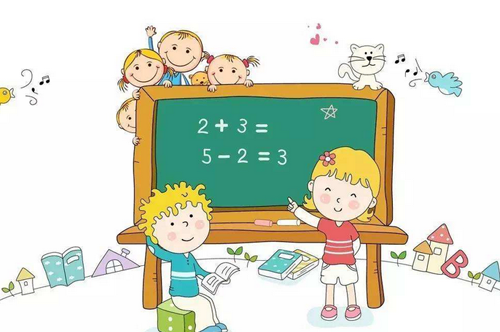 2 + 3 =
5 - 2 = 3
B